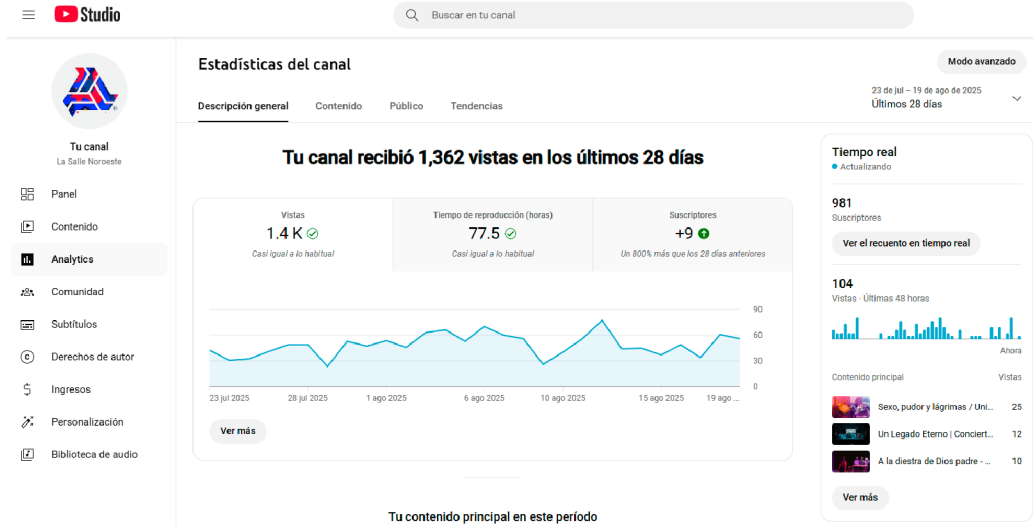 Studio
Buscar en tu canal
Tu canal
La Salle Noroeste
Panel
Contenido
Analytics
Comunidad
Subtítulos
Derechos de autor
Ingresos
Personalización
Biblioteca de audio
Estadísticas del canal
Modo avanzado
Descripción general
Contenido
Público
Tendencias
23 de jul – 19 de ago de 2025
Últimos 28 días
Tu canal recibió 1,362 vistas en los últimos 28 días
Vistas
1.4 K
Casi igual a lo habitual
Tiempo de reproducción (horas)
77.5
Casi igual a lo habitual
Suscriptores
+9
Un 800% más que los 28 días anteriores
90
60
30
0
23 jul 2025
28 jul 2025
1 ago 2025
6 ago 2025
10 ago 2025
15 ago 2025
19 ago ...
Ver más
Tu contenido principal en este período
Tiempo real
Actualizando
981
Suscriptores
Ver el recuento en tiempo real
104
Vistas · Últimas 48 horas
Ahora
Contenido principal Vistas
Sexo, pudor y lágrimas / Uni... 25
Un Legado Eterno | Conciert... 12
A la diestra de Dios padre - ... 10
Ver más